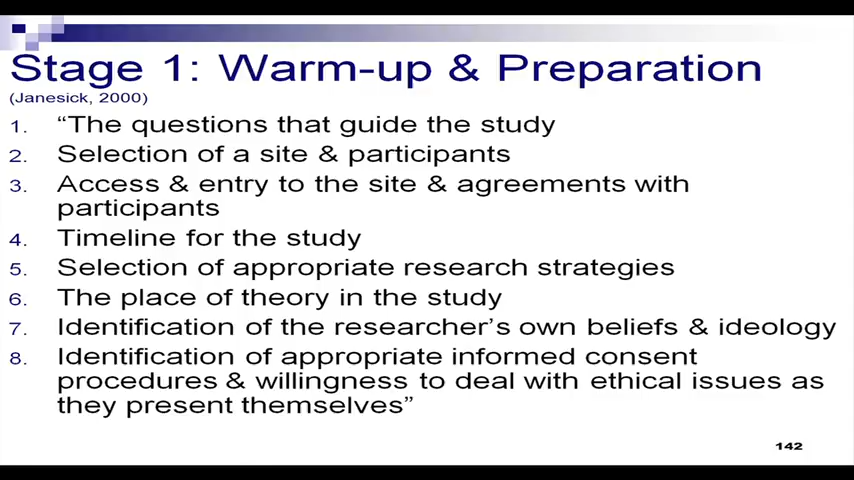 Stage 1: Warm-up & Preparation
(Janesick, 2000)
1. “The questions that guide the study
2. Selection of a site & participants
3. Access & entry to the site & agreements with
participants
4. Timeline for the study
5. Selection of appropriate research strategies
6. The place of theory in the study
7. Identification of the researcher’s own beliefs & ideology
8. Identification of appropriate informed consent
procedures & willingness to deal with ethical issues as
they present themselves”
142